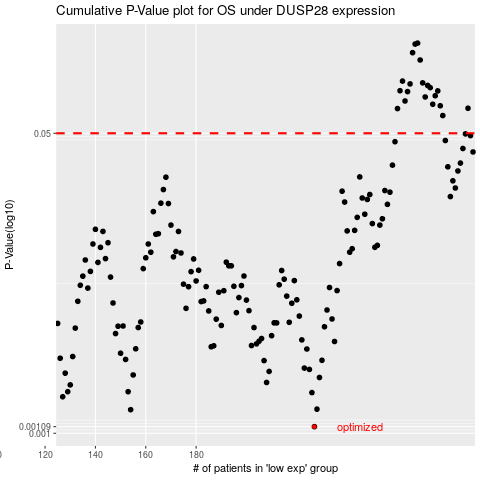 Cumulative P-Value plot for OS under DUSP28 expression
P-Value(log10)
0.05
0.00109
0.001
optimized
0
120
140
160
180
# of patients in 'low exp' group